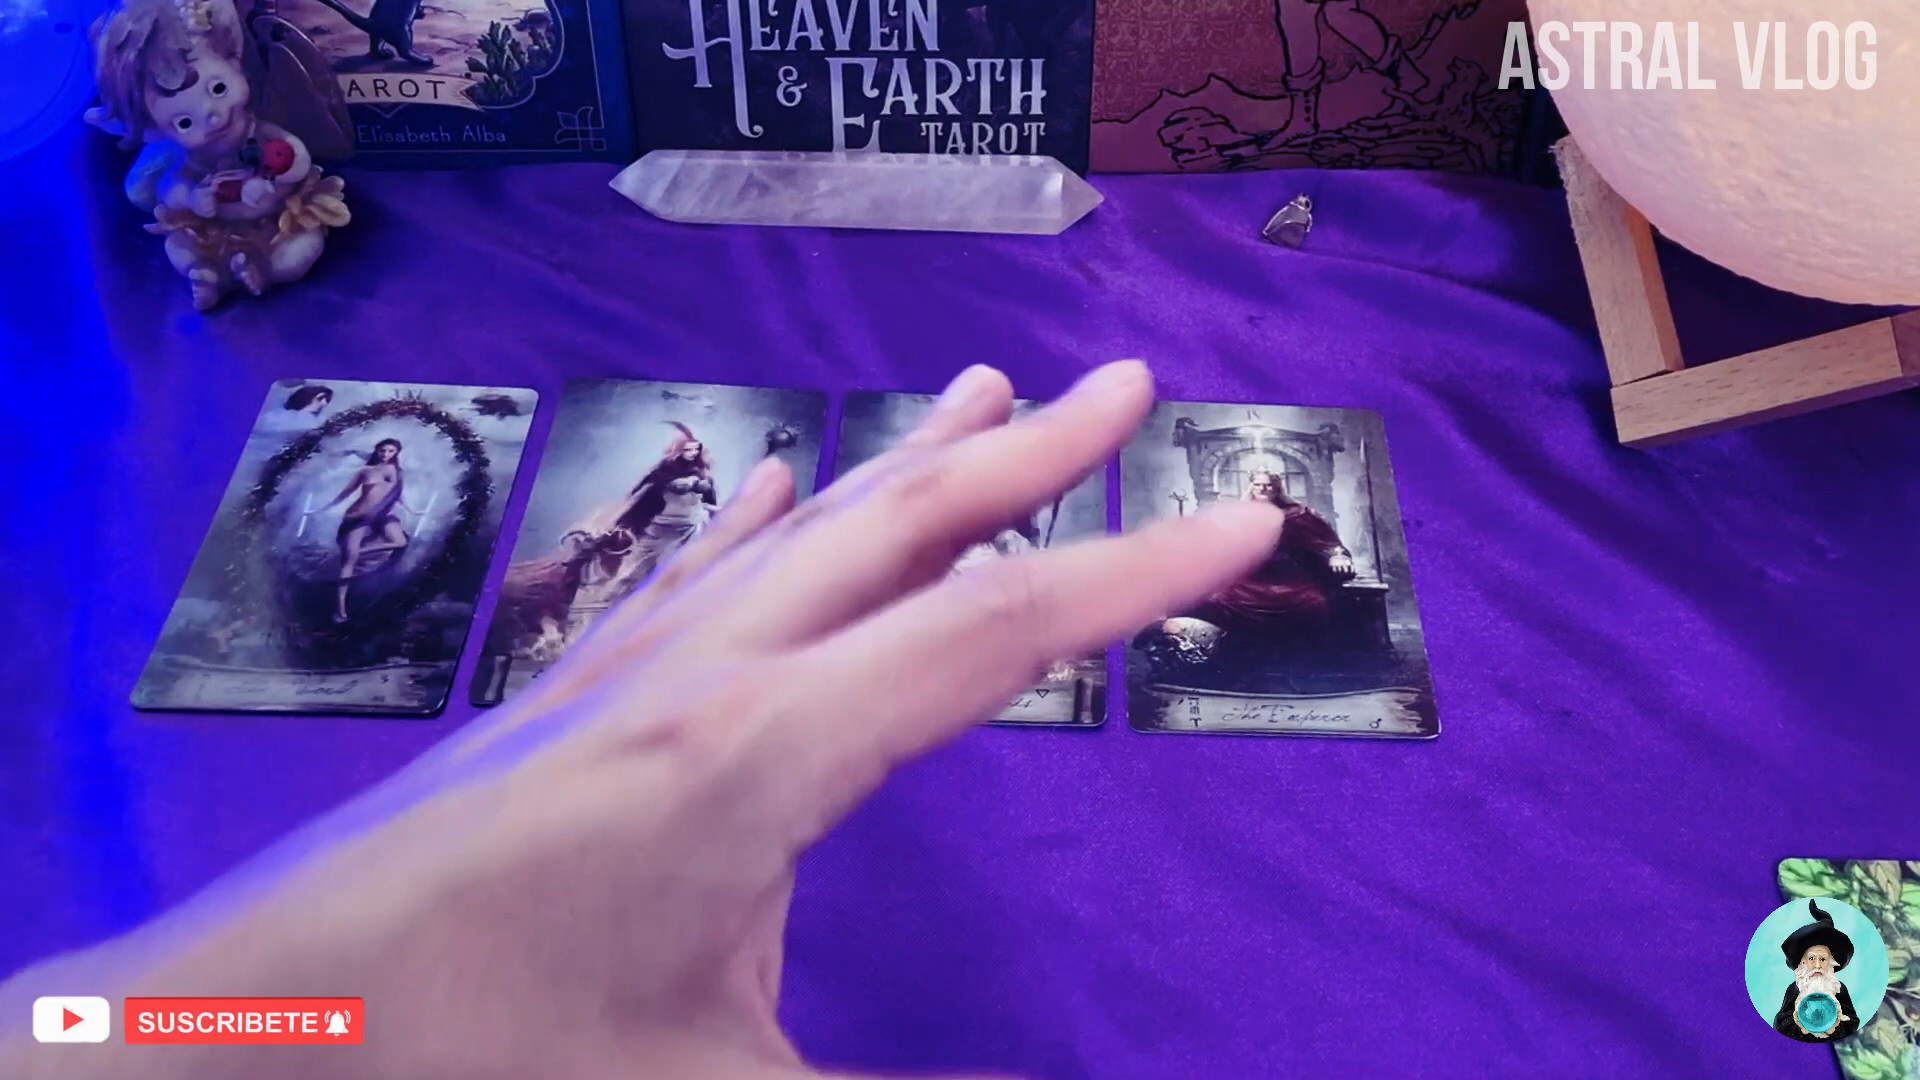 AROT
Elisabeth Alba
HEAVEN
& EARTH
TAROT
ASTRAL VLOG
The Emperor
SUSCRIBETE